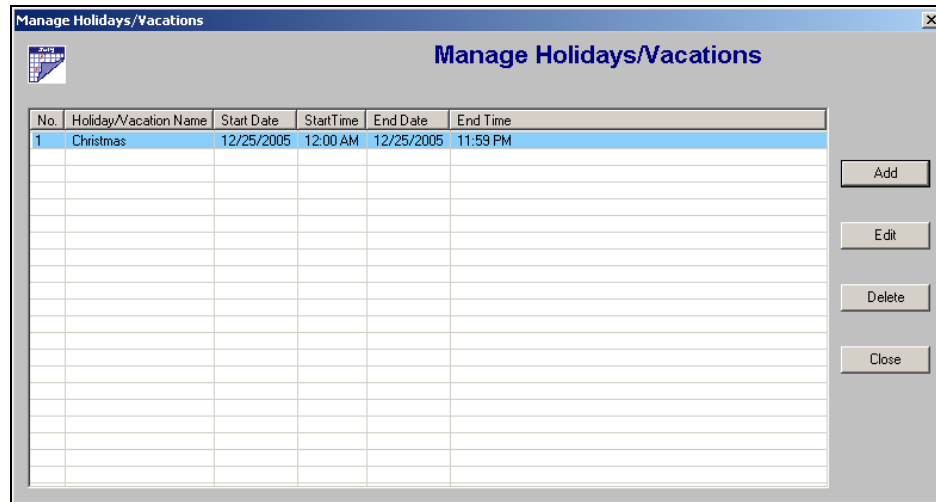 Manage Holidays/Vacations
July
Manage Holidays/Vacations
No. Holiday/Vacation Name Start Date StartTime End Date End Time
1 Christmas 12/25/2005 12:00 AM 12/25/2005 11:59 PM
Add
Edit
Delete
Close